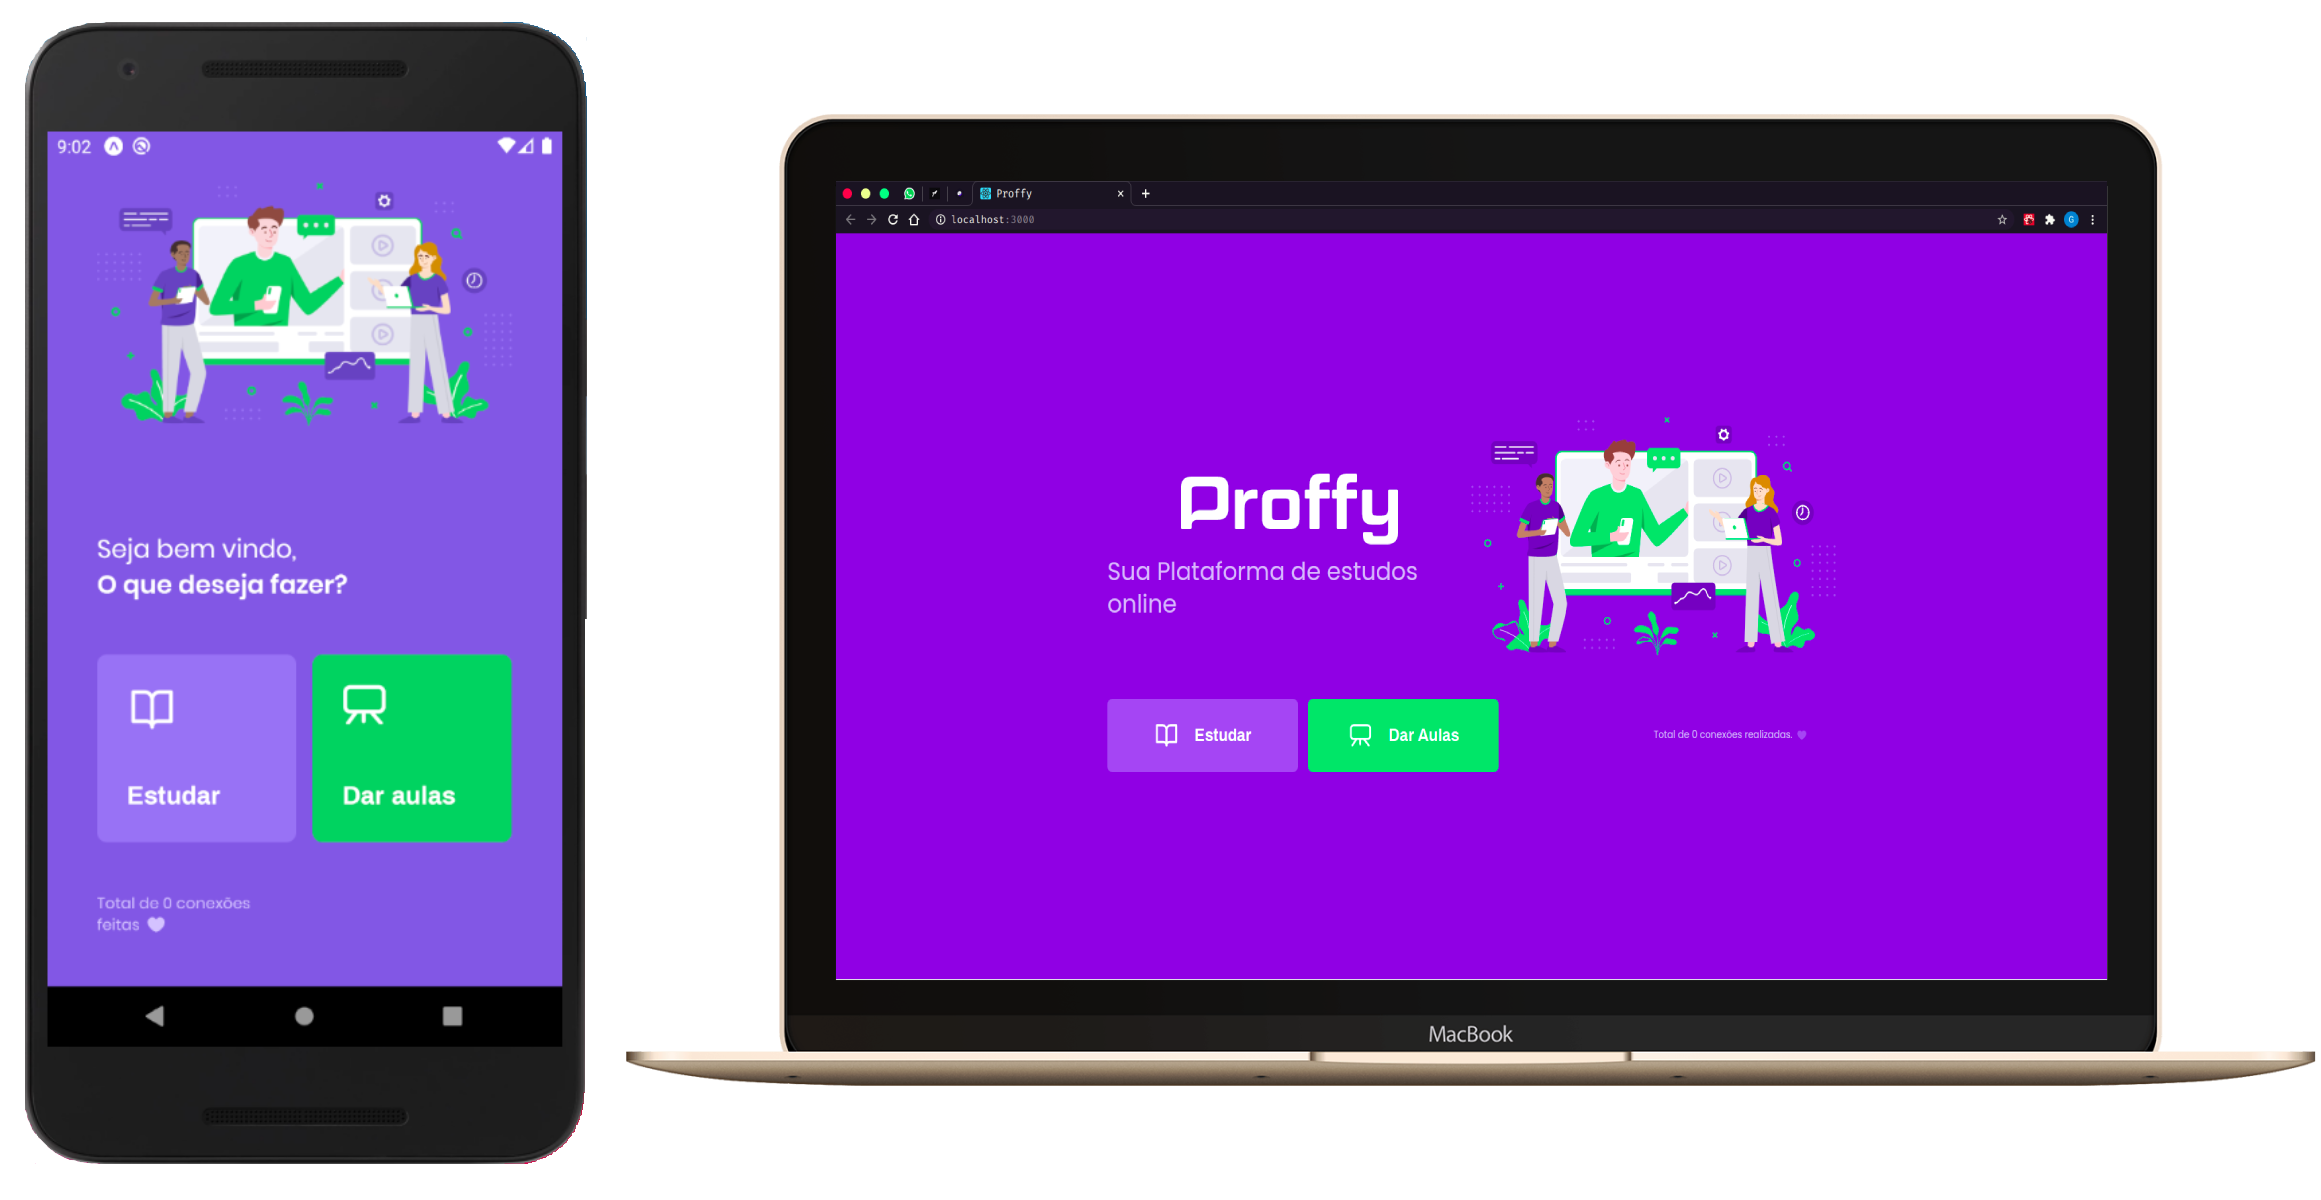 9:02
Seja bem vindo,
O que deseja fazer?
Estudar
Dar aulas
Total de 0 conexões
feitas
Proffy
localhost:3000
G
Proffy
Sua Plataforma de estudos
online
Estudar
Dar Aulas
Total de 0 conexões realizadas.
MacBook